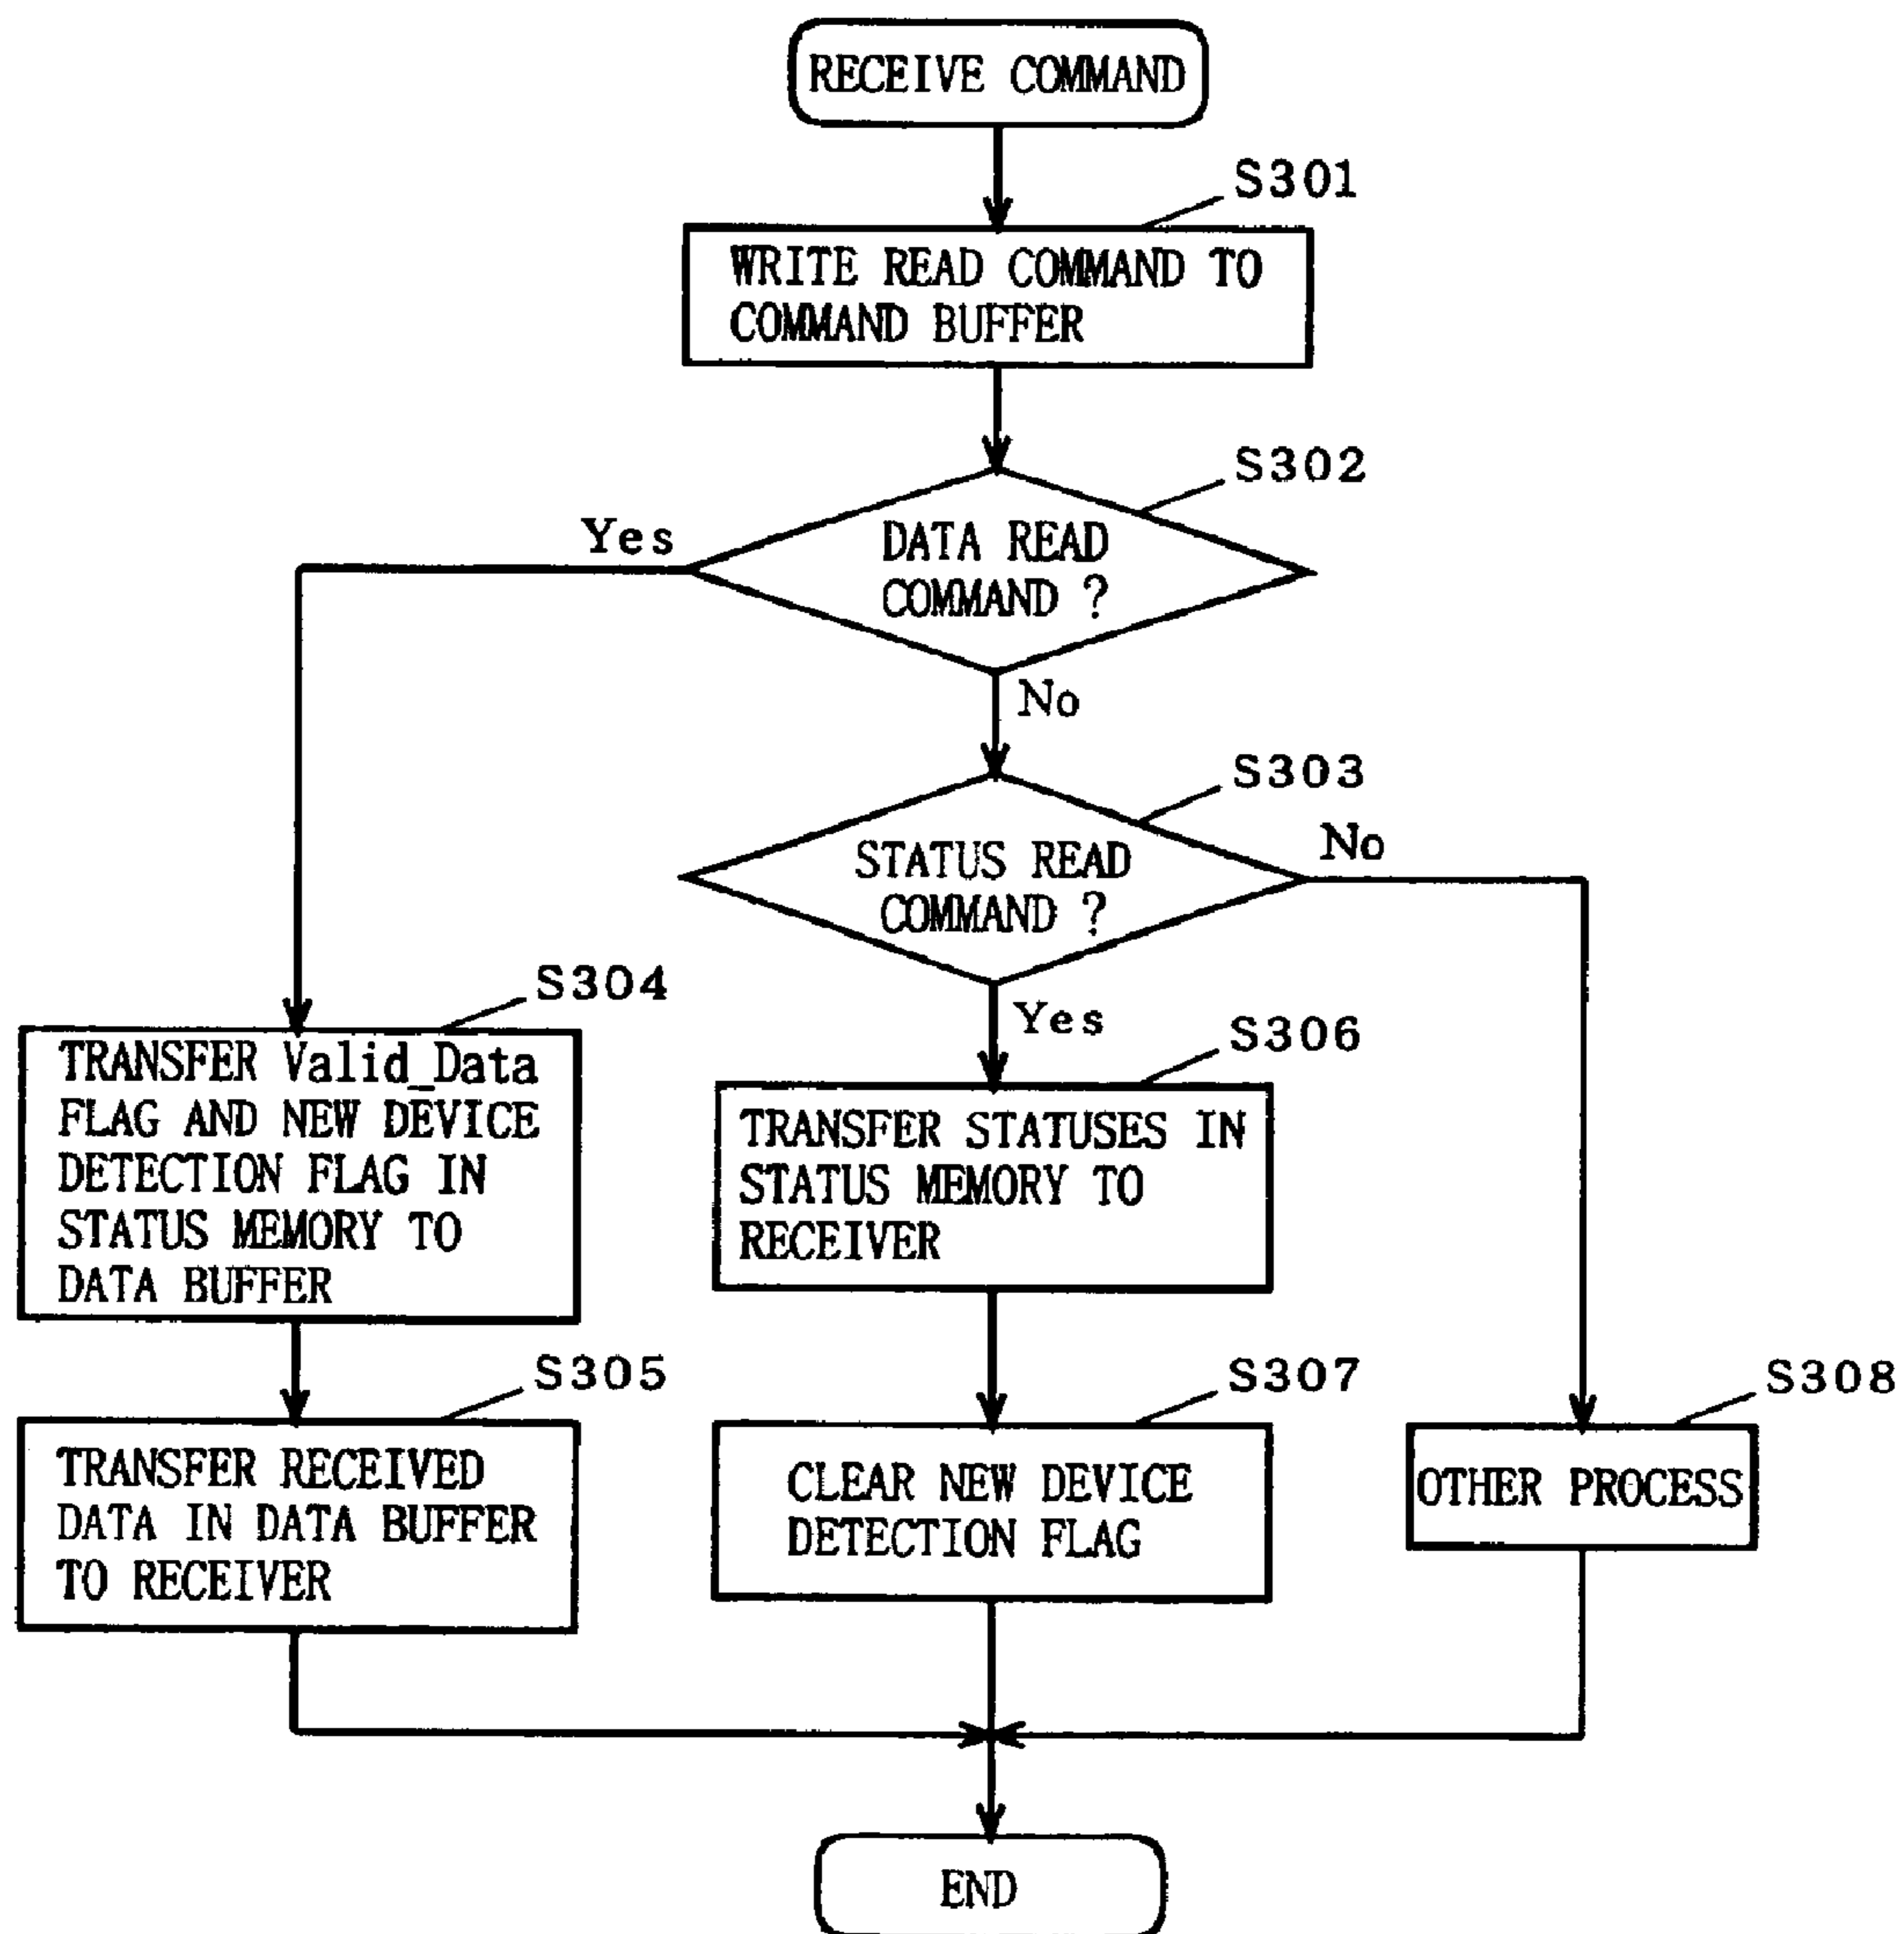 RECEIVE COMMAND
S301
WRITE READ COMMAND TO
COMMAND BUFFER
S302
Yes
DATA READ
COMMAND ?
No
S303
STATUS READ
COMMAND ?
No
Yes
S304
TRANSFER Valid_Data
FLAG AND NEW DEVICE
DETECTION FLAG IN
STATUS MEMORY TO
DATA BUFFER
S306
TRANSFER STATUSES IN
STATUS MEMORY TO
RECEIVER
S305
TRANSFER RECEIVED
DATA IN DATA BUFFER
TO RECEIVER
S307
CLEAR NEW DEVICE
DETECTION FLAG
S308
OTHER PROCESS
END